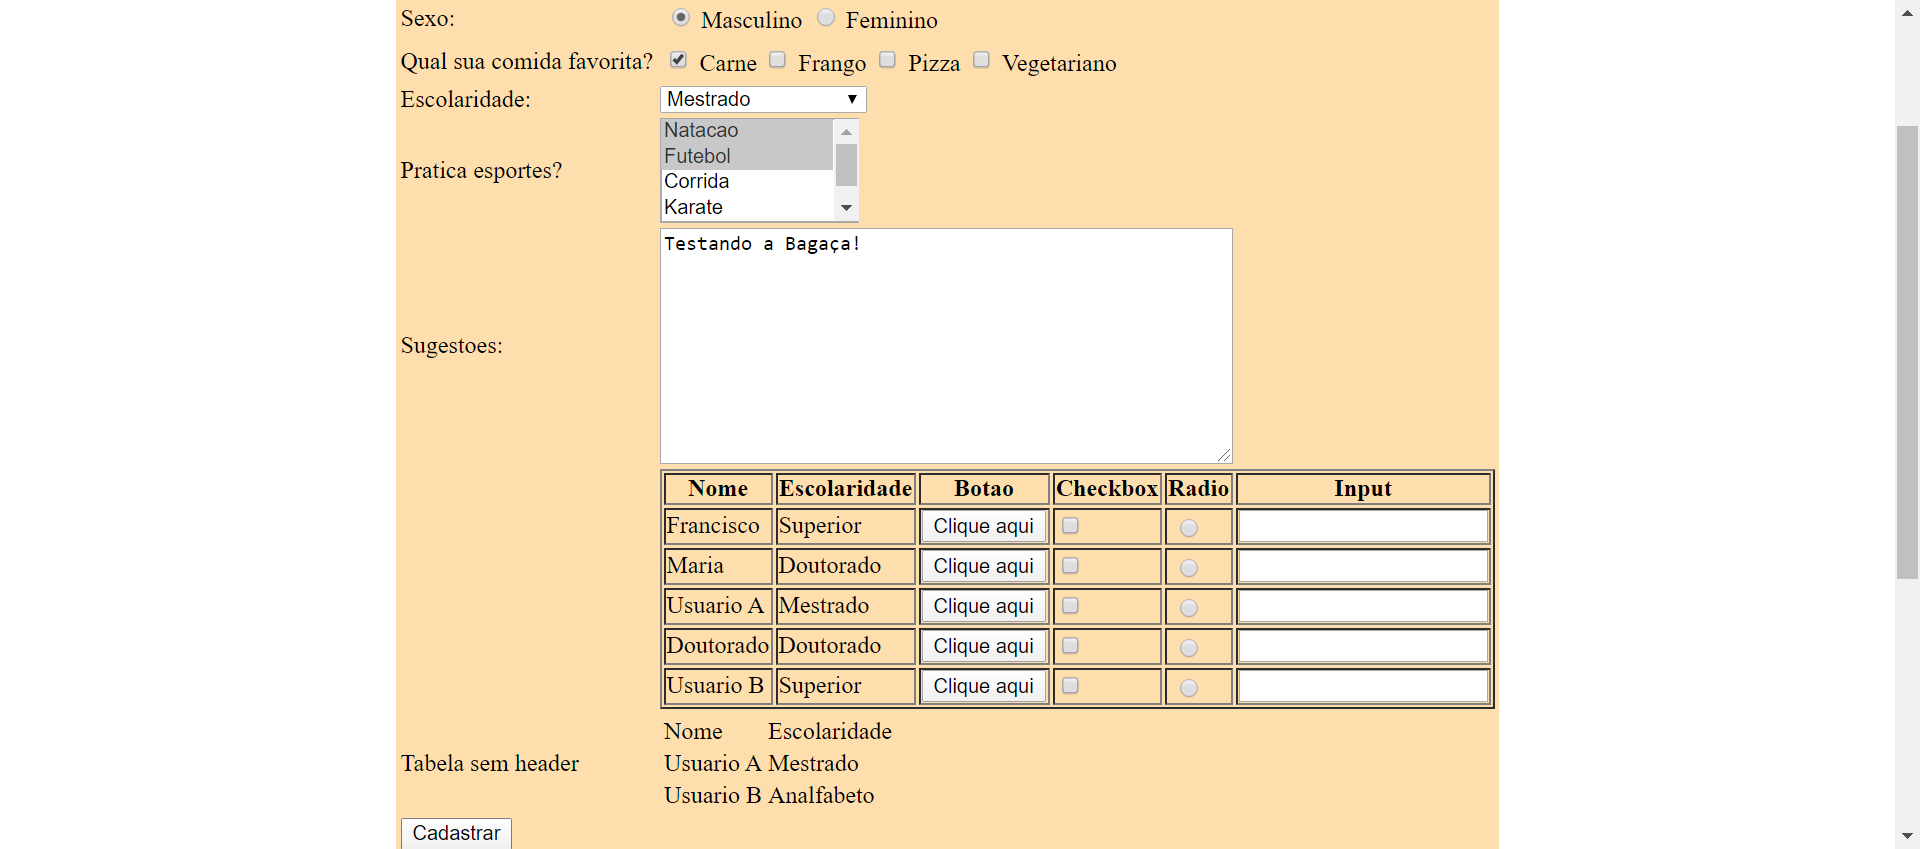 Sexo: Masculino Feminino
Qual sua comida favorita? Carne Frango Pizza Vegetariano
Escolaridade: Mestrado
Pratica esportes?
Natacao
Futebol
Corrida
Karate
Sugestoes:
Testando a Bagaça!
Nome Escolaridade Botao Checkbox Radio Input
Francisco Superior Clique aqui
Maria Doutorado Clique aqui
Usuario A Mestrado Clique aqui
Doutorado Doutorado Clique aqui
Usuario B Superior Clique aqui
Tabela sem header
Nome Escolaridade
Usuario A Mestrado
Usuario B Analfabeto
Cadastrar